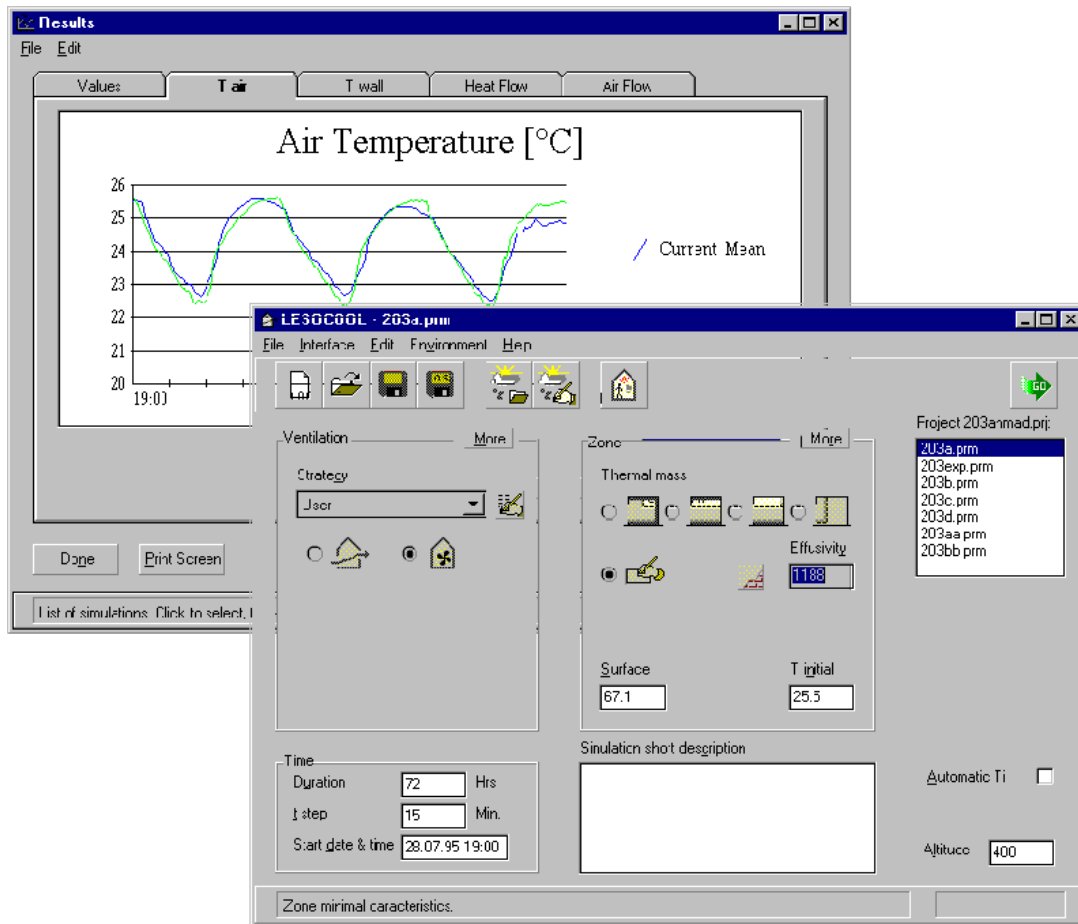 Results
File Edit
Values T air T wall Heat Flow Air Flow
Air Temperature [°C]
26
25
24
23
22
21
20
19:00
Current Mean
Done Print Screen
List of simulations. Click to select,
LESOCOOL - 203a.prm
File Interface Edit Environment Help
GO
Ventilation More
Strategy
User
Zone More
Thermal mass
Effusivity
1188
Surface T initial
67.1 25.5
Project 203anmad.prj:
203a.prm
203exp.prm
203b.prm
203c.prm
203d.prm
203aa.prm
203bb.prm
Time
Duration 72 Hrs
t step 15 Min.
Start date & time 28.07.95 19:00
Simulation short description
Automatic Ti
Altitude 400
Zone minimal caracteristics.